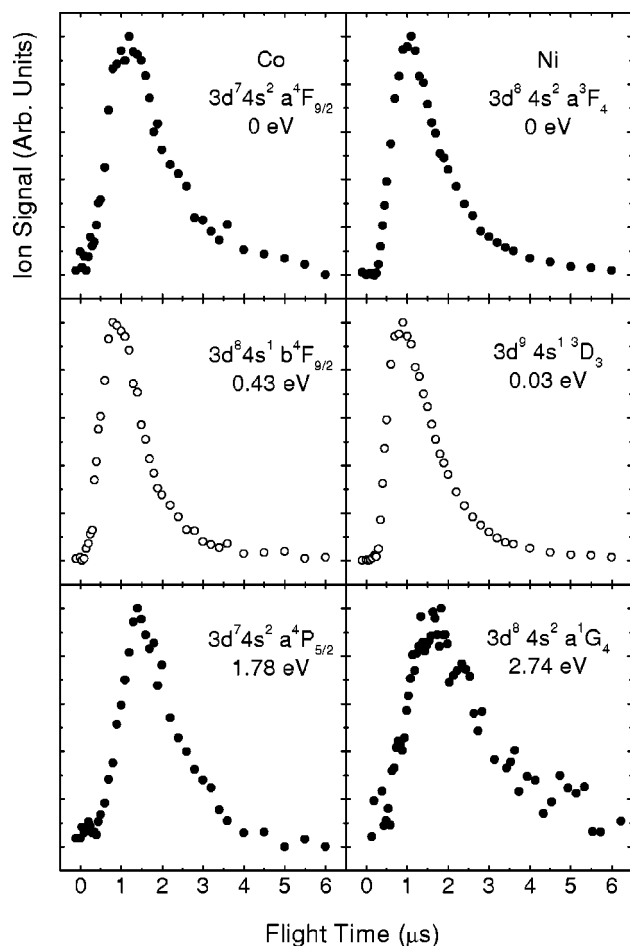 Ion Signal (Arb. Units)
Co
3d⁷4s² a⁴F₉/₂
0 eV
Ni
3d⁸ 4s² a³F₄
0 eV
3d⁸4s¹ b⁴F₉/₂
0.43 eV
3d⁹ 4s¹ ³D₃
0.03 eV
3d⁷4s² a⁴P₅/₂
1.78 eV
3d⁸ 4s² a¹G₄
2.74 eV
0 1 2 3 4 5 6
0 1 2 3 4 5 6
Flight Time (μs)